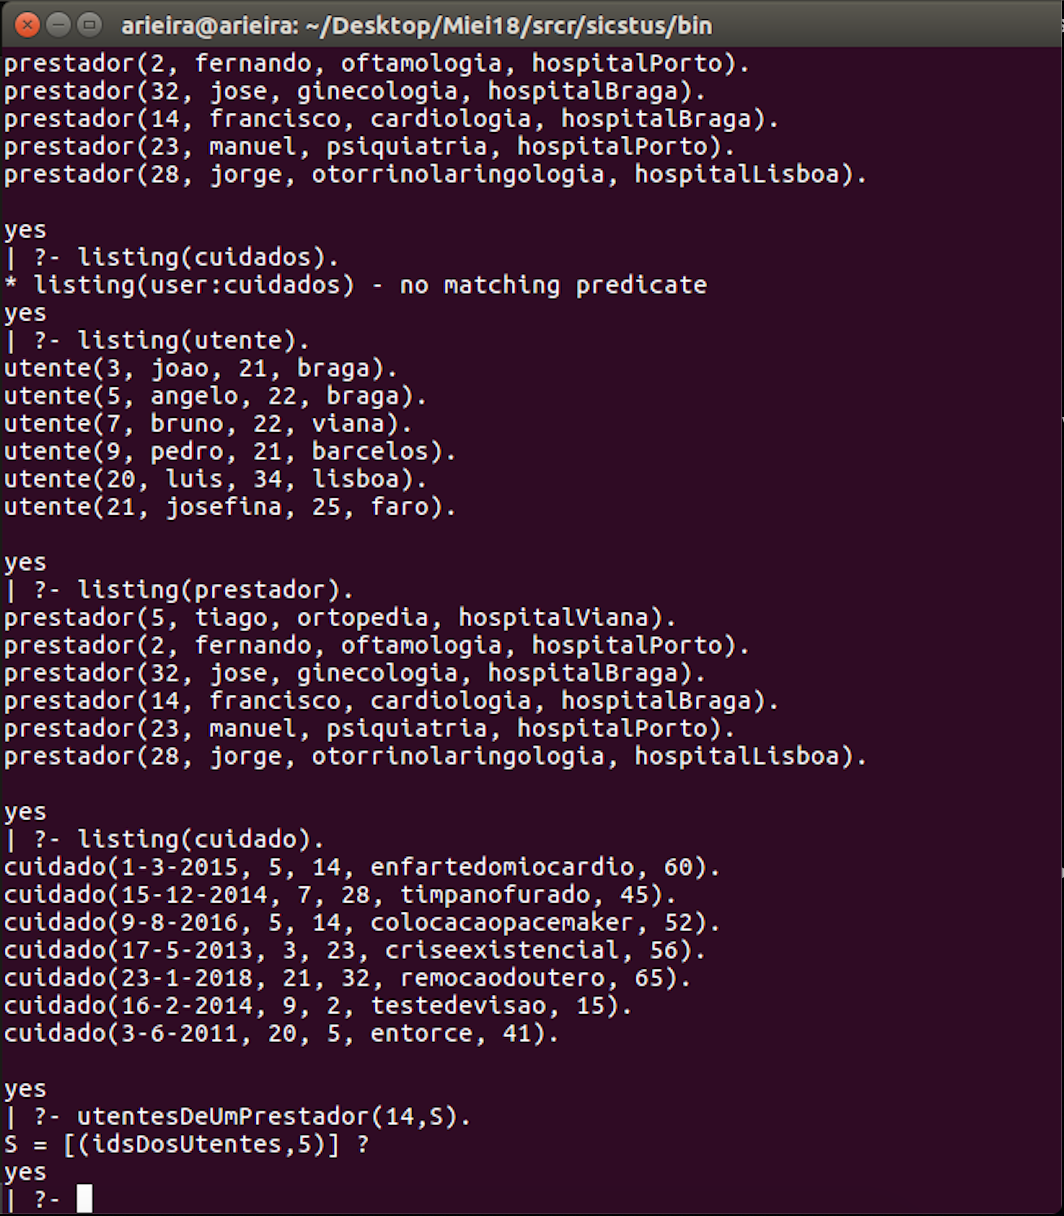 arieira@arieira: ~/Desktop/Miei18/srcr/sicstus/bin
prestador(2, fernando, oftamologia, hospitalPorto).
prestador(32, jose, ginecologia, hospitalBraga).
prestador(14, francisco, cardiologia, hospitalBraga).
prestador(23, manuel, psiquiatria, hospitalPorto).
prestador(28, jorge, otorrinolaringologia, hospitalLisboa).
yes
| ?- listing(cuidados).
* listing(user:cuidados) - no matching predicate
yes
| ?- listing(utente).
utente(3, joao, 21, braga).
utente(5, angelo, 22, braga).
utente(7, bruno, 22, viana).
utente(9, pedro, 21, barcelos).
utente(20, luis, 34, lisboa).
utente(21, josefina, 25, faro).
yes
| ?- listing(prestador).
prestador(5, tiago, ortopedia, hospitalViana).
prestador(2, fernando, oftamologia, hospitalPorto).
prestador(32, jose, ginecologia, hospitalBraga).
prestador(14, francisco, cardiologia, hospitalBraga).
prestador(23, manuel, psiquiatria, hospitalPorto).
prestador(28, jorge, otorrinolaringologia, hospitalLisboa).
yes
| ?- listing(cuidado).
cuidado(1-3-2015, 5, 14, enfartedomiocardio, 60).
cuidado(15-12-2014, 7, 28, timpanofurado, 45).
cuidado(9-8-2016, 5, 14, colocacaopacemaker, 52).
cuidado(17-5-2013, 3, 23, criseexistencial, 56).
cuidado(23-1-2018, 21, 32, remocaodoutero, 65).
cuidado(16-2-2014, 9, 2, testedevisao, 15).
cuidado(3-6-2011, 20, 5, entorce, 41).
yes
| ?- utentesDeUmPrestador(14,S).
S = [(idsDosUtentes,5)] ?
yes
| ?-